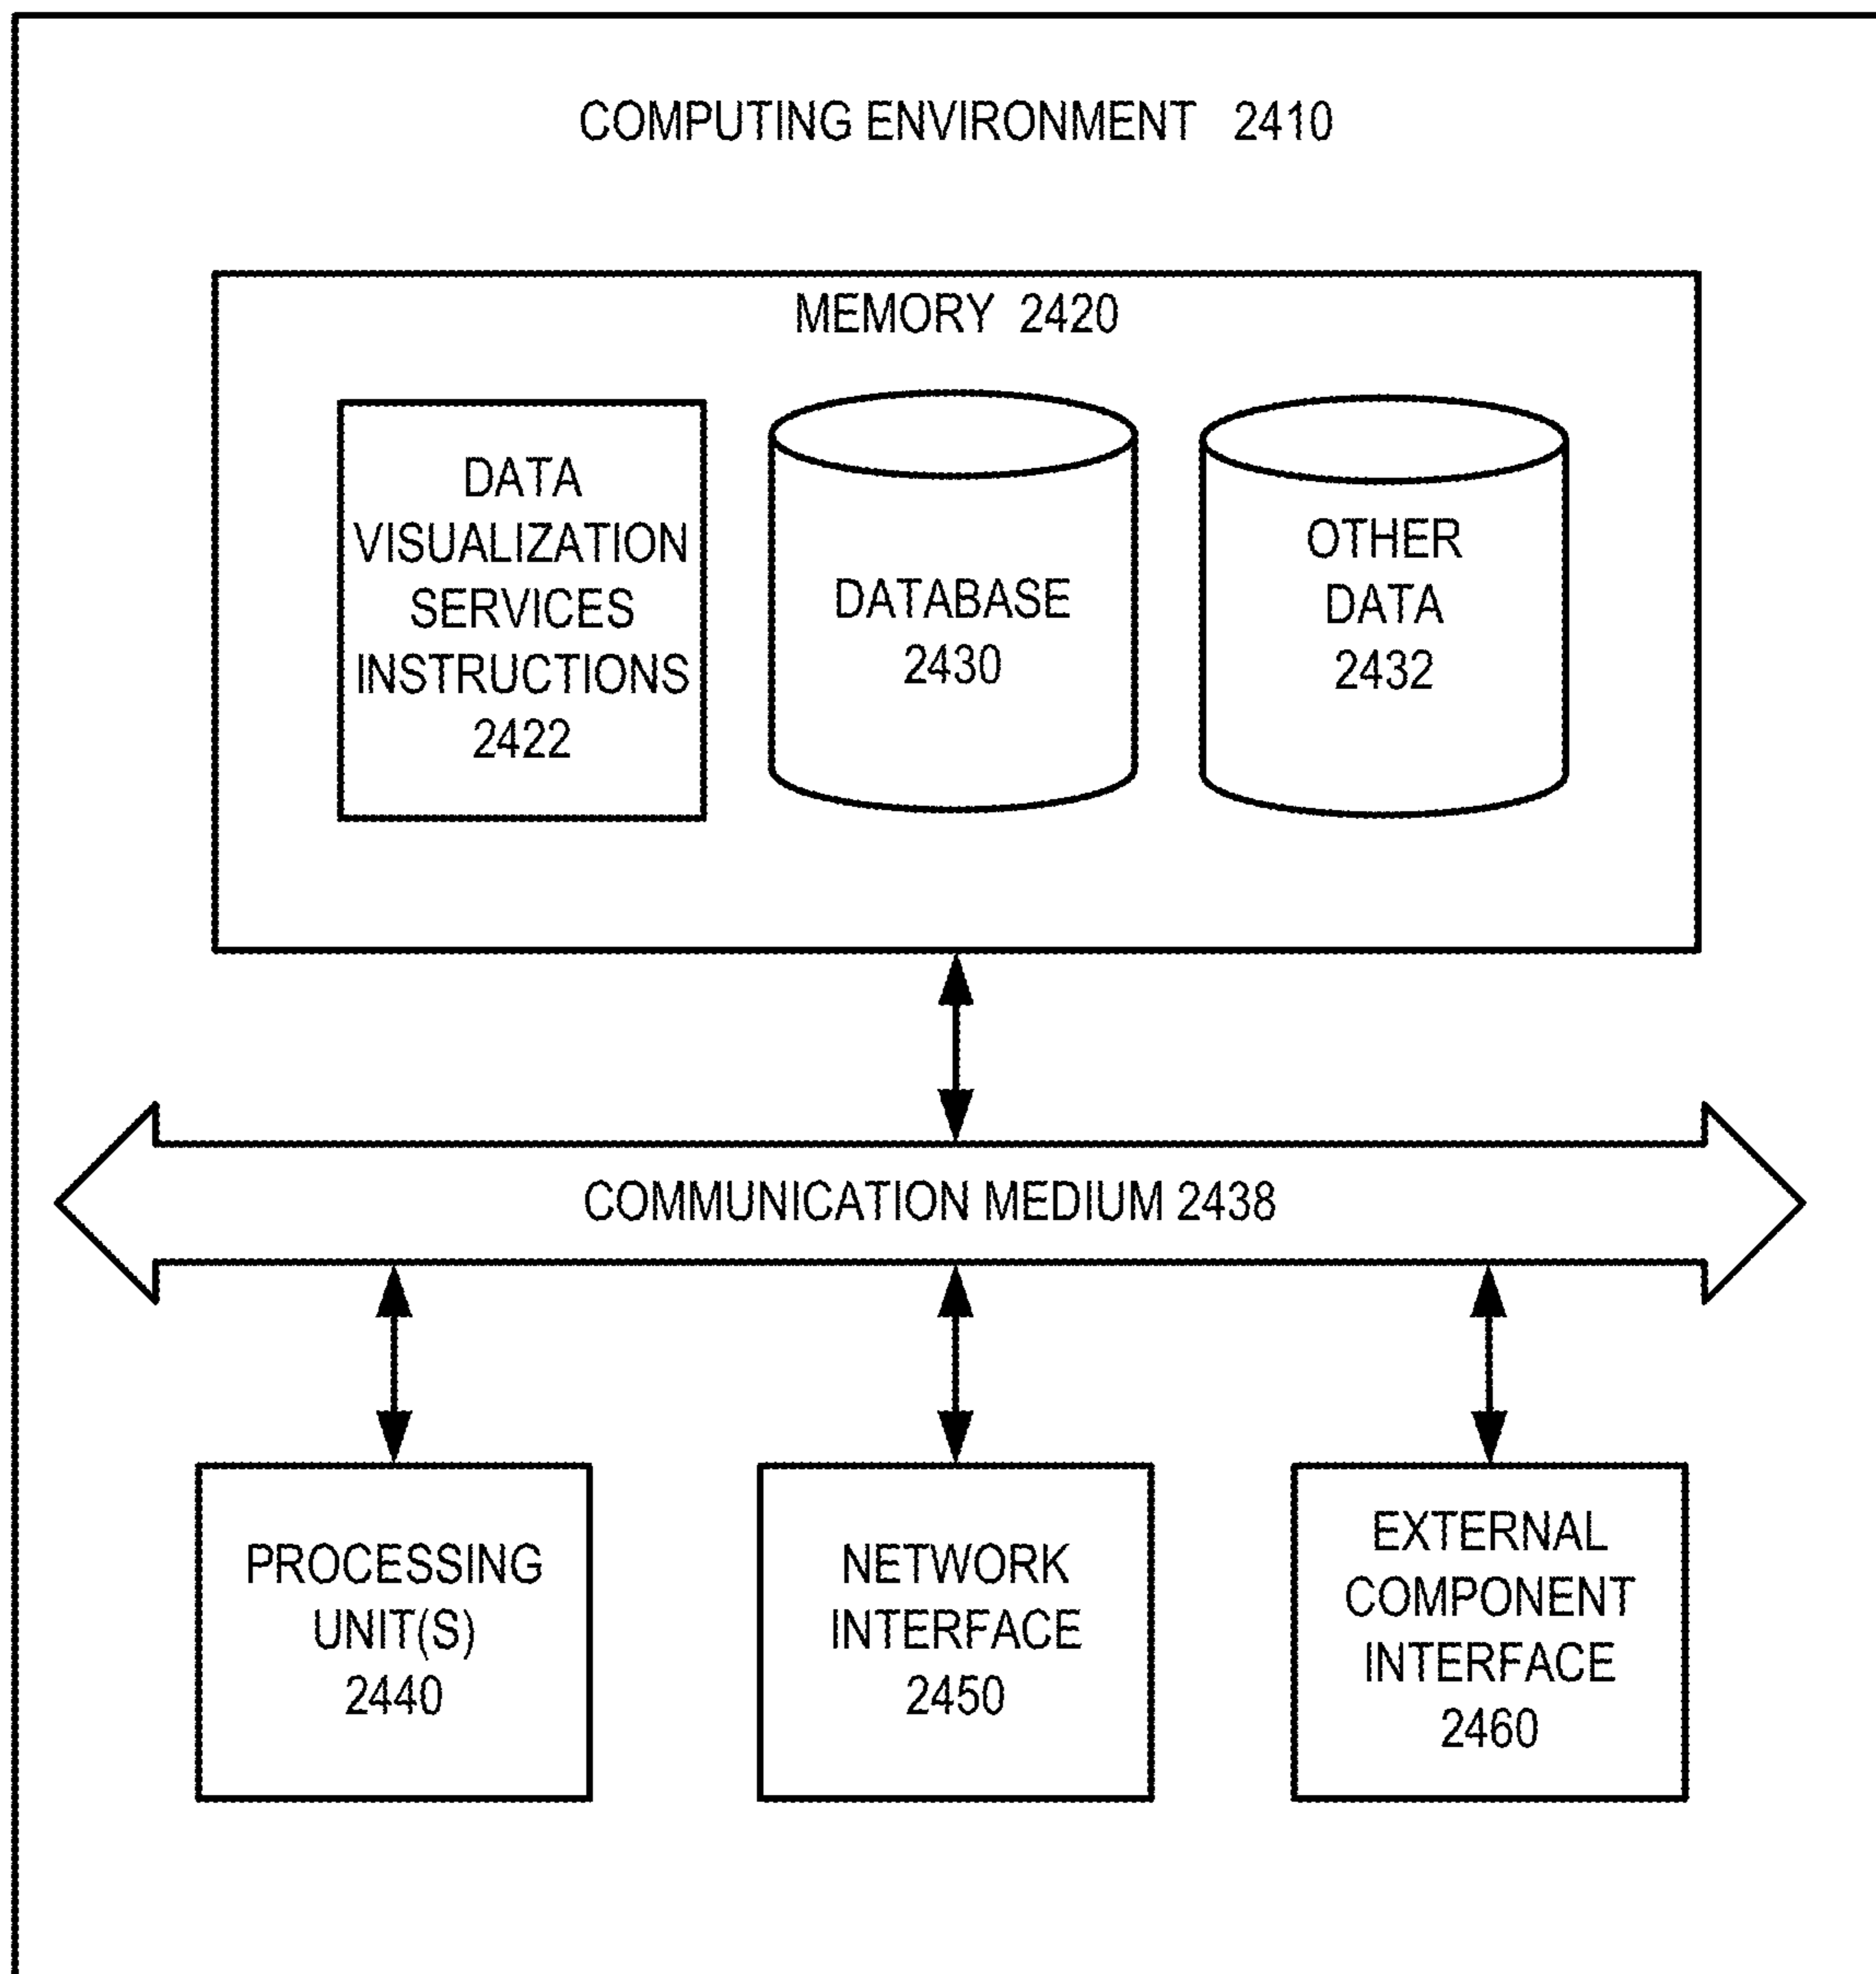 COMPUTING ENVIRONMENT 2410
MEMORY 2420
DATA
VISUALIZATION
SERVICES
INSTRUCTIONS
2422
DATABASE
2430
OTHER
DATA
2432
COMMUNICATION MEDIUM 2438
PROCESSING
UNIT(S)
2440
NETWORK
INTERFACE
2450
EXTERNAL
COMPONENT
INTERFACE
2460